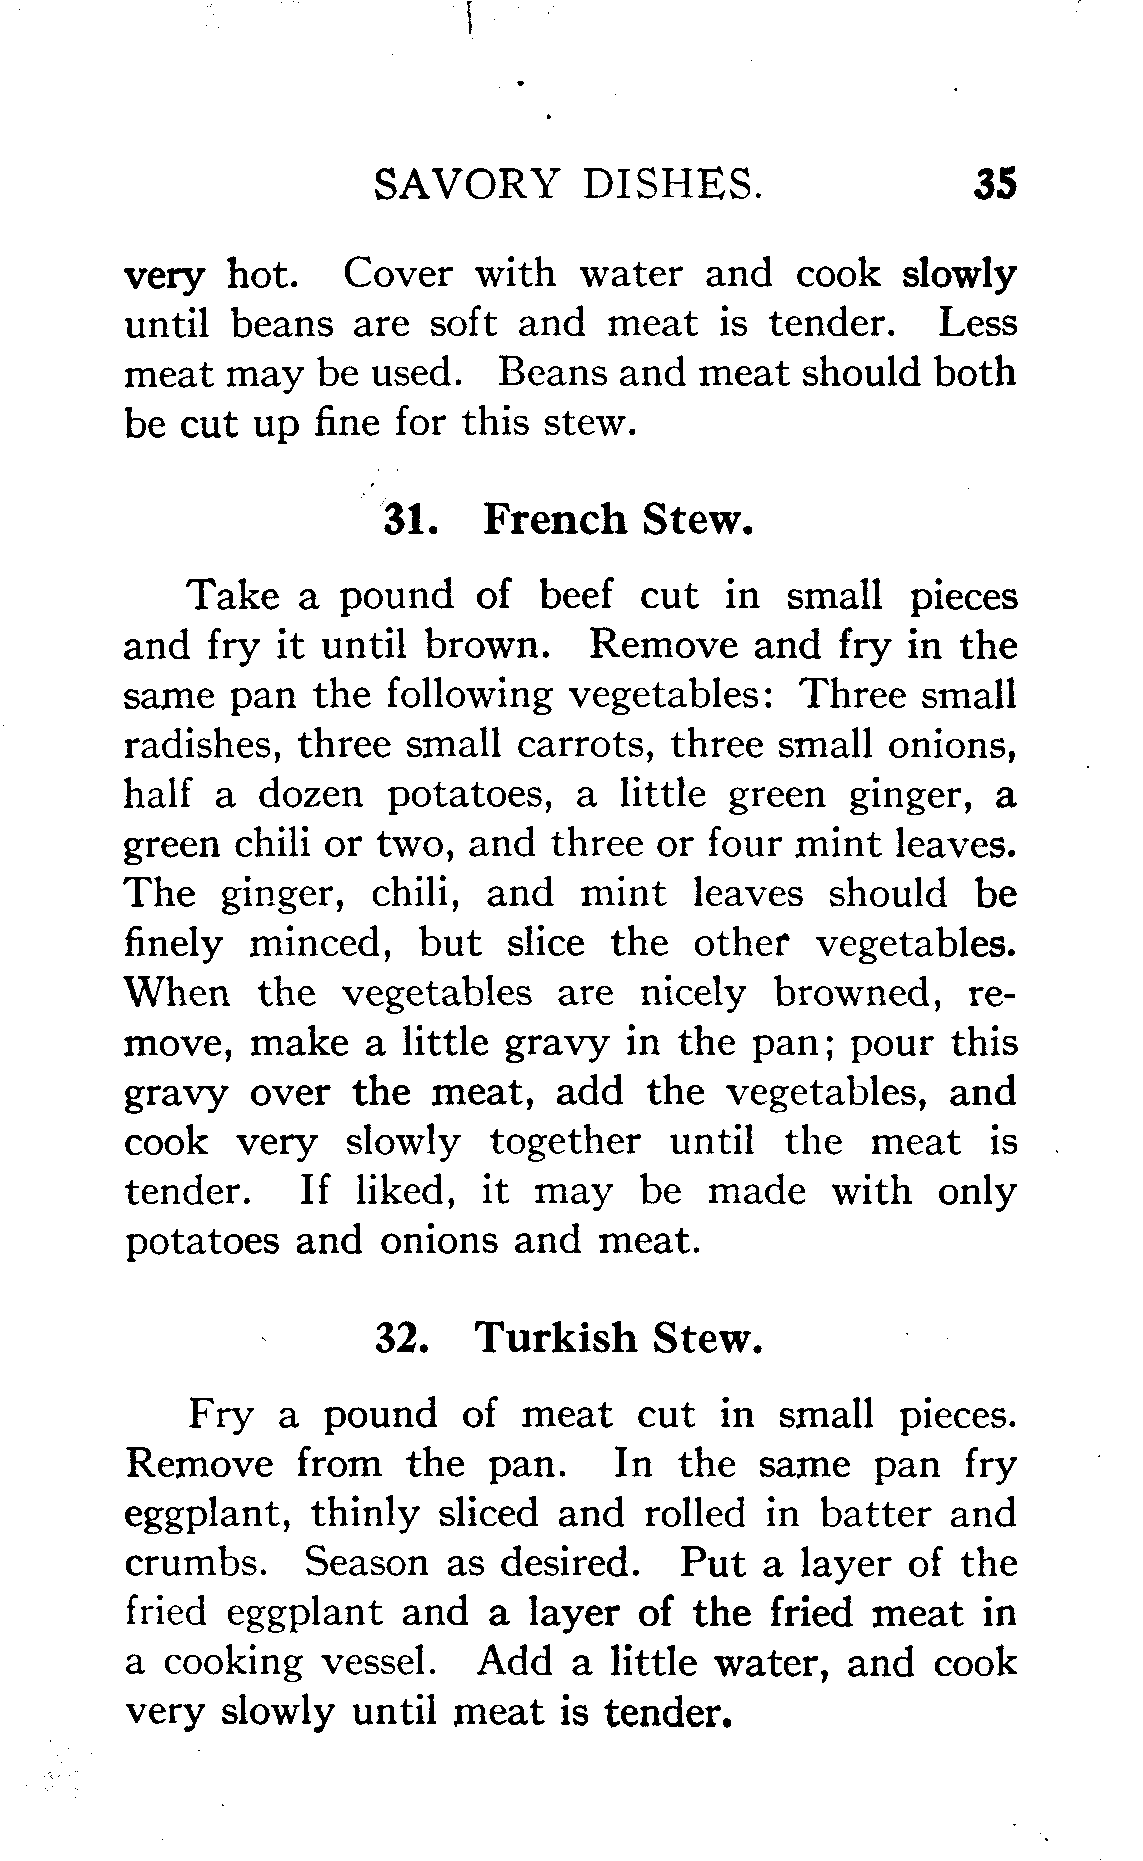 SAVORY DISHES. 35
very hot. Cover with water and cook slowly
until beans are soft and meat is tender. Less
meat may be used. Beans and meat should both
be cut up fine for this stew.
31. French Stew.
Take a pound of beef cut in small pieces
and fry it until brown. Remove and fry in the
same pan the following vegetables: Three small
radishes, three small carrots, three small onions,
half a dozen potatoes, a little green ginger, a
green chili or two, and three or four mint leaves.
The ginger, chili, and mint leaves should be
finely minced, but slice the other vegetables.
When the vegetables are nicely browned, re-
move, make a little gravy in the pan; pour this
gravy over the meat, add the vegetables, and
cook very slowly together until the meat is
tender. If liked, it may be made with only
potatoes and onions and meat.
32. Turkish Stew.
Fry a pound of meat cut in small pieces.
Remove from the pan. In the same pan fry
eggplant, thinly sliced and rolled in batter and
crumbs. Season as desired. Put a layer of the
fried eggplant and a layer of the fried meat in
a cooking vessel. Add a little water, and cook
very slowly until meat is tender.